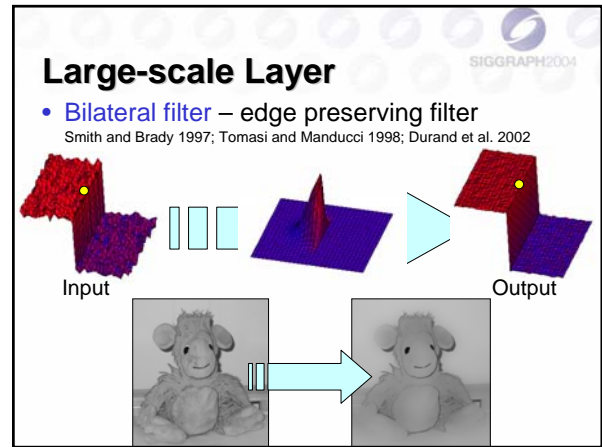 SIGGRAPH2004
Large-scale Layer
• Bilateral filter – edge preserving filter
Smith and Brady 1997; Tomasi and Manducci 1998; Durand et al. 2002
Input
Output